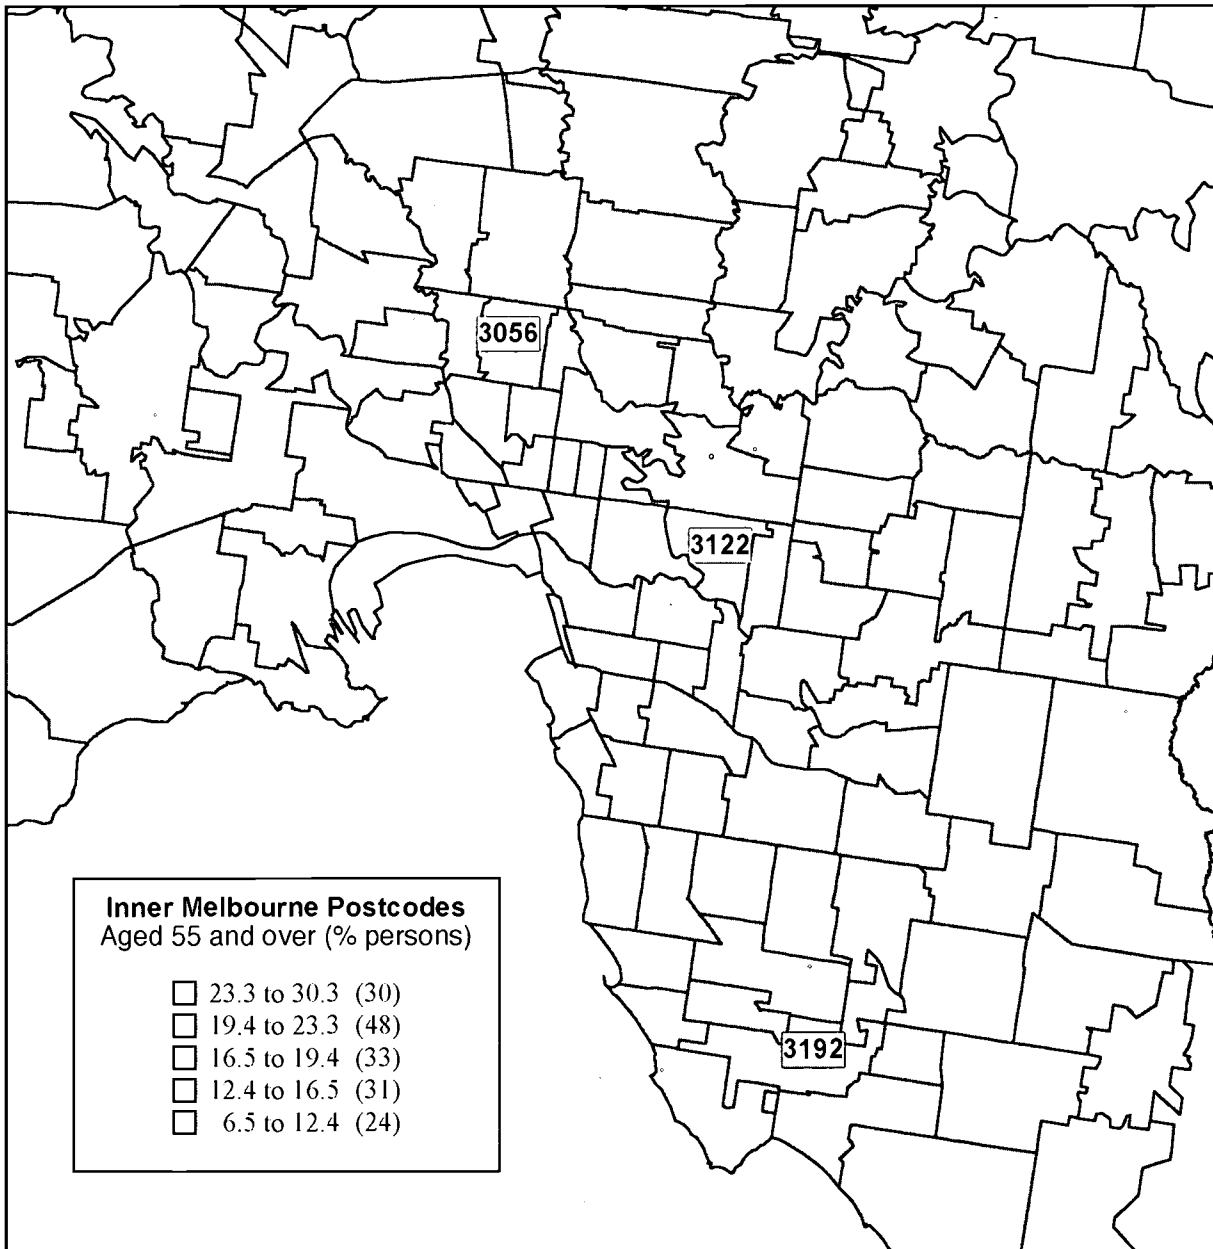 3056
3122
Inner Melbourne Postcodes
Aged 55 and over (% persons)
23.3 to 30.3 (30)
19.4 to 23.3 (48)
16.5 to 19.4 (33)
12.4 to 16.5 (31)
6.5 to 12.4 (24)
3192